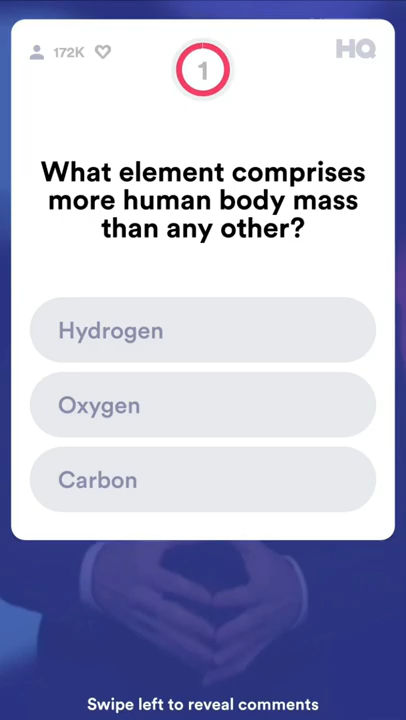 172K
HQ
1
What element comprises
more human body mass
than any other?
Hydrogen
Oxygen
Carbon
Swipe left to reveal comments